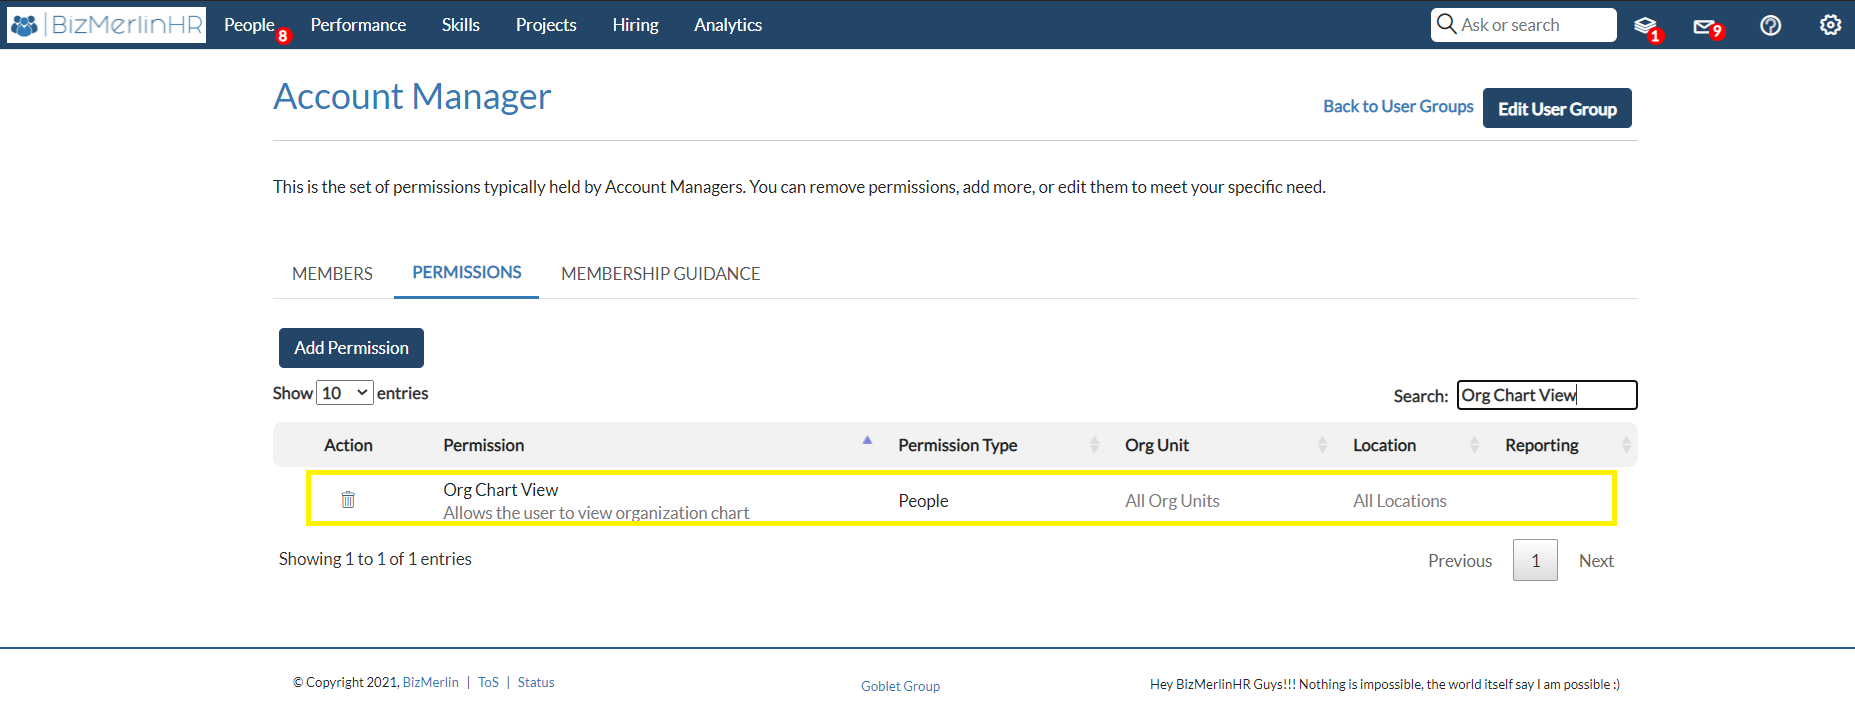 BizMerlinHR People 8 Performance Skills Projects Hiring Analytics Ask or search 1 9
Account Manager
Back to User Groups Edit User Group
This is the set of permissions typically held by Account Managers. You can remove permissions, add more, or edit them to meet your specific need.
MEMBERS PERMISSIONS MEMBERSHIP GUIDANCE
Add Permission
Show 10 entries Search: Org Chart View
Action Permission Permission Type Org Unit Location Reporting
Org Chart View People All Org Units All Locations
Allows the user to view organization chart
Showing 1 to 1 of 1 entries Previous 1 Next
© Copyright 2021, BizMerlin | ToS | Status Goblet Group Hey BizMerlinHR Guys!!! Nothing is impossible, the world itself say I am possible :)